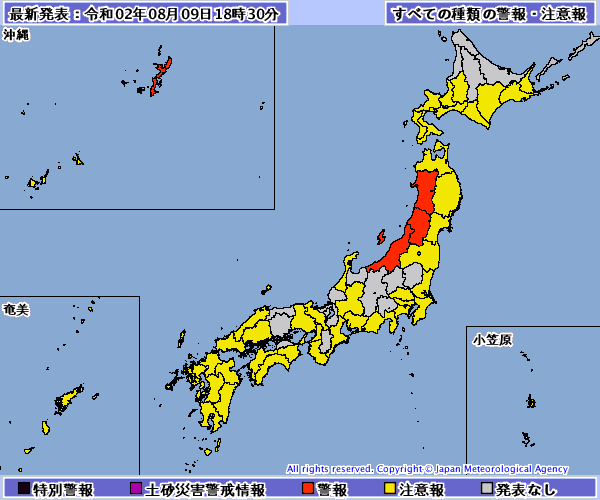 最新発表：令和02年08月09日18時30分
すべての種類の警報・注意報
沖縄
奄美
小笠原
All rights reserved. Copyright © Japan Meteorological Agency
特別警報 土砂災害警戒情報 警報 注意報 発表なし